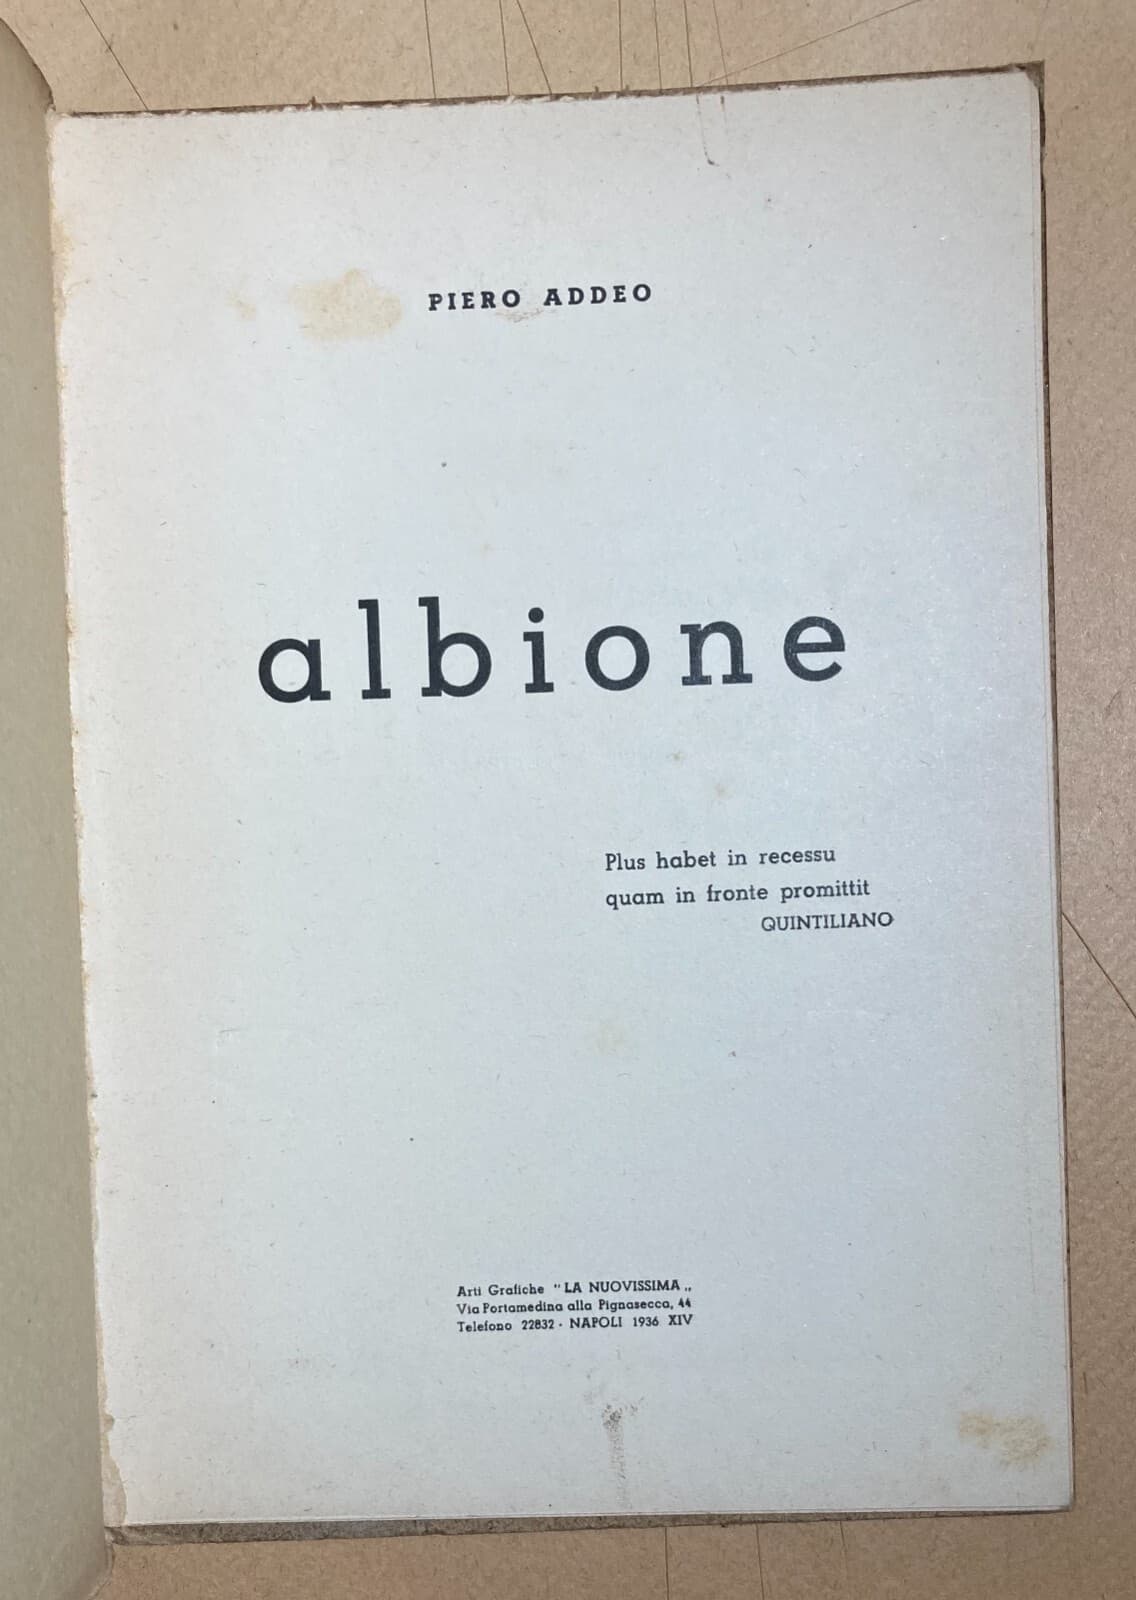 PIERO ADDEO
albione
Plus habet in recessu
quam in fronte promittit
QUINTILIANO
Arti Grafiche "LA NUOVISSIMA„
Via Portamedina alla Pignasecca, 44
Telefono 22832 - NAPOLI 1936 XIV